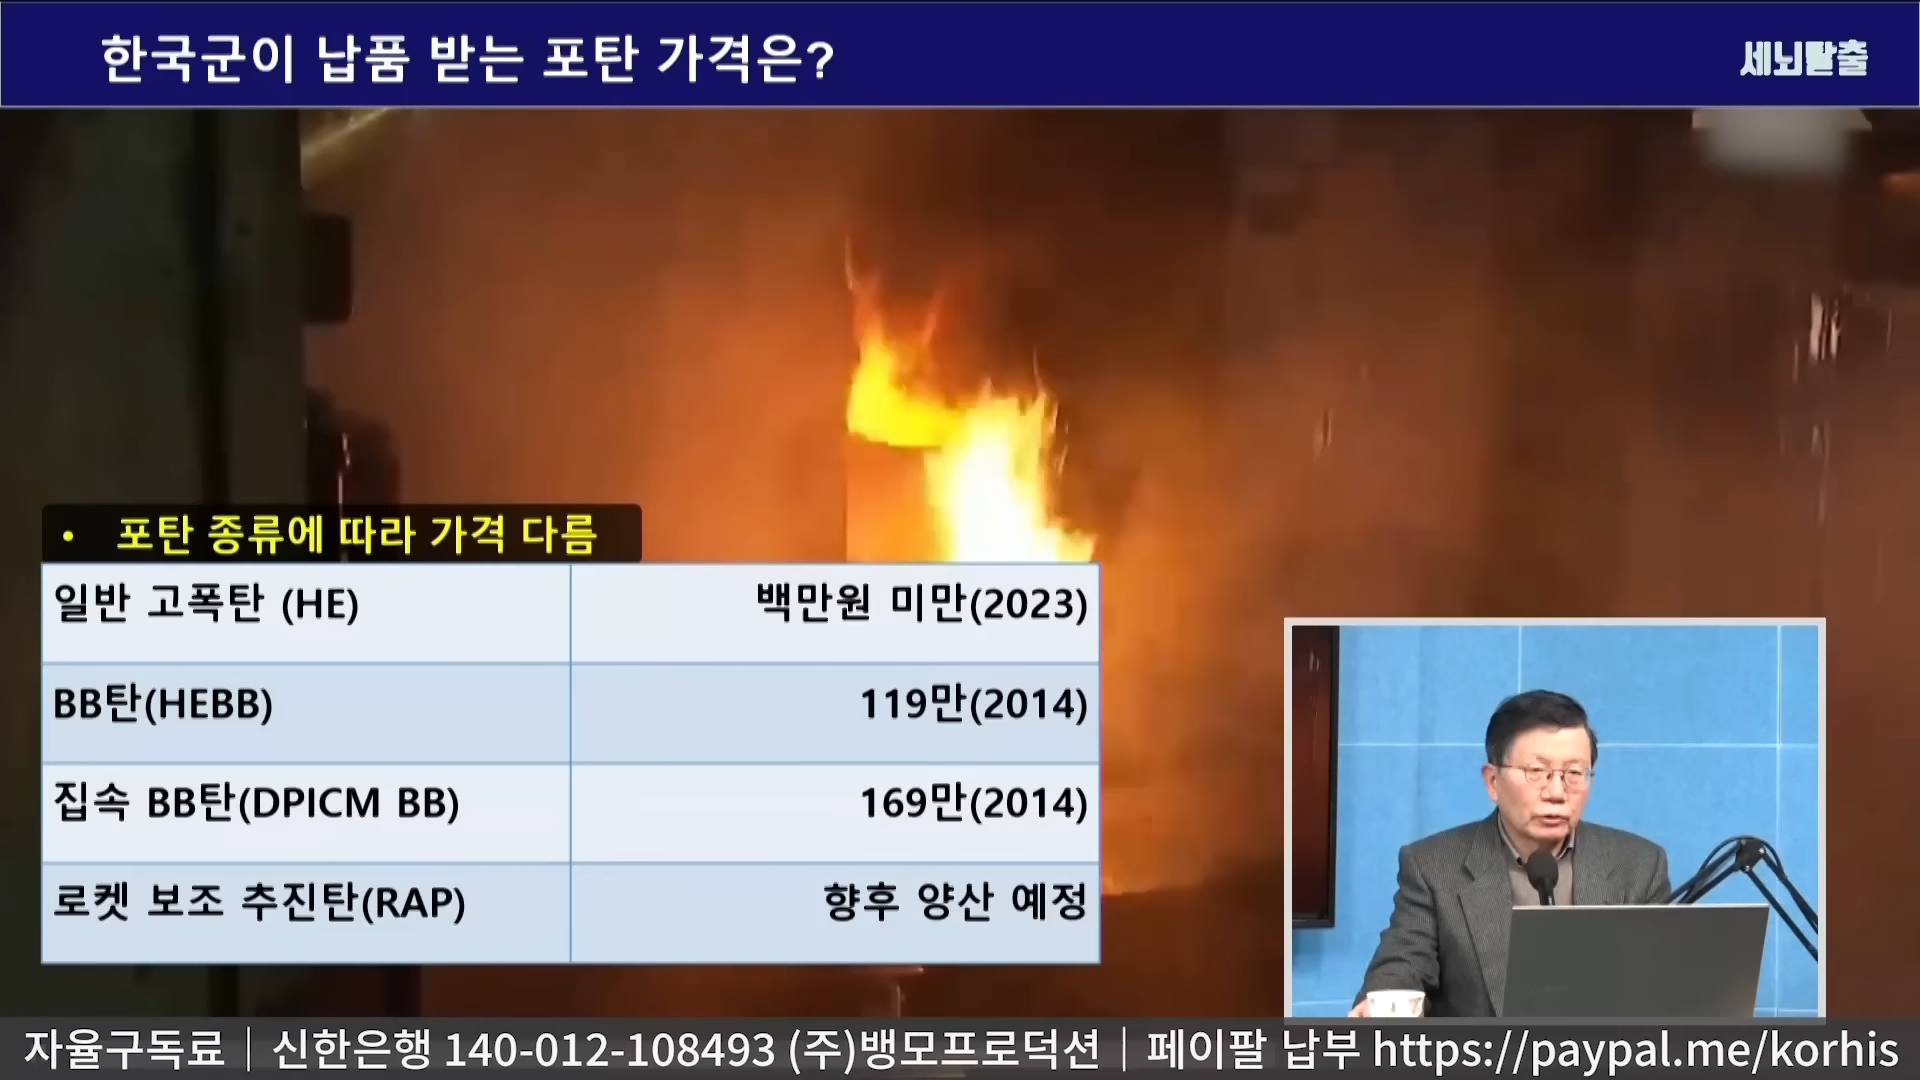 한국군이 납품 받는 포탄 가격은?
세뇌탈출
• 포탄 종류에 따라 가격 다름
일반 고폭탄 (HE) 백만원 미만(2023)
BB탄(HEBB) 119만(2014)
집속 BB탄(DPICM BB) 169만(2014)
로켓 보조 추진탄(RAP) 향후 양산 예정
자율구독료｜신한은행 140-012-108493 (주)뱅모프로덕션｜페이팔 납부 https://paypal.me/korhis